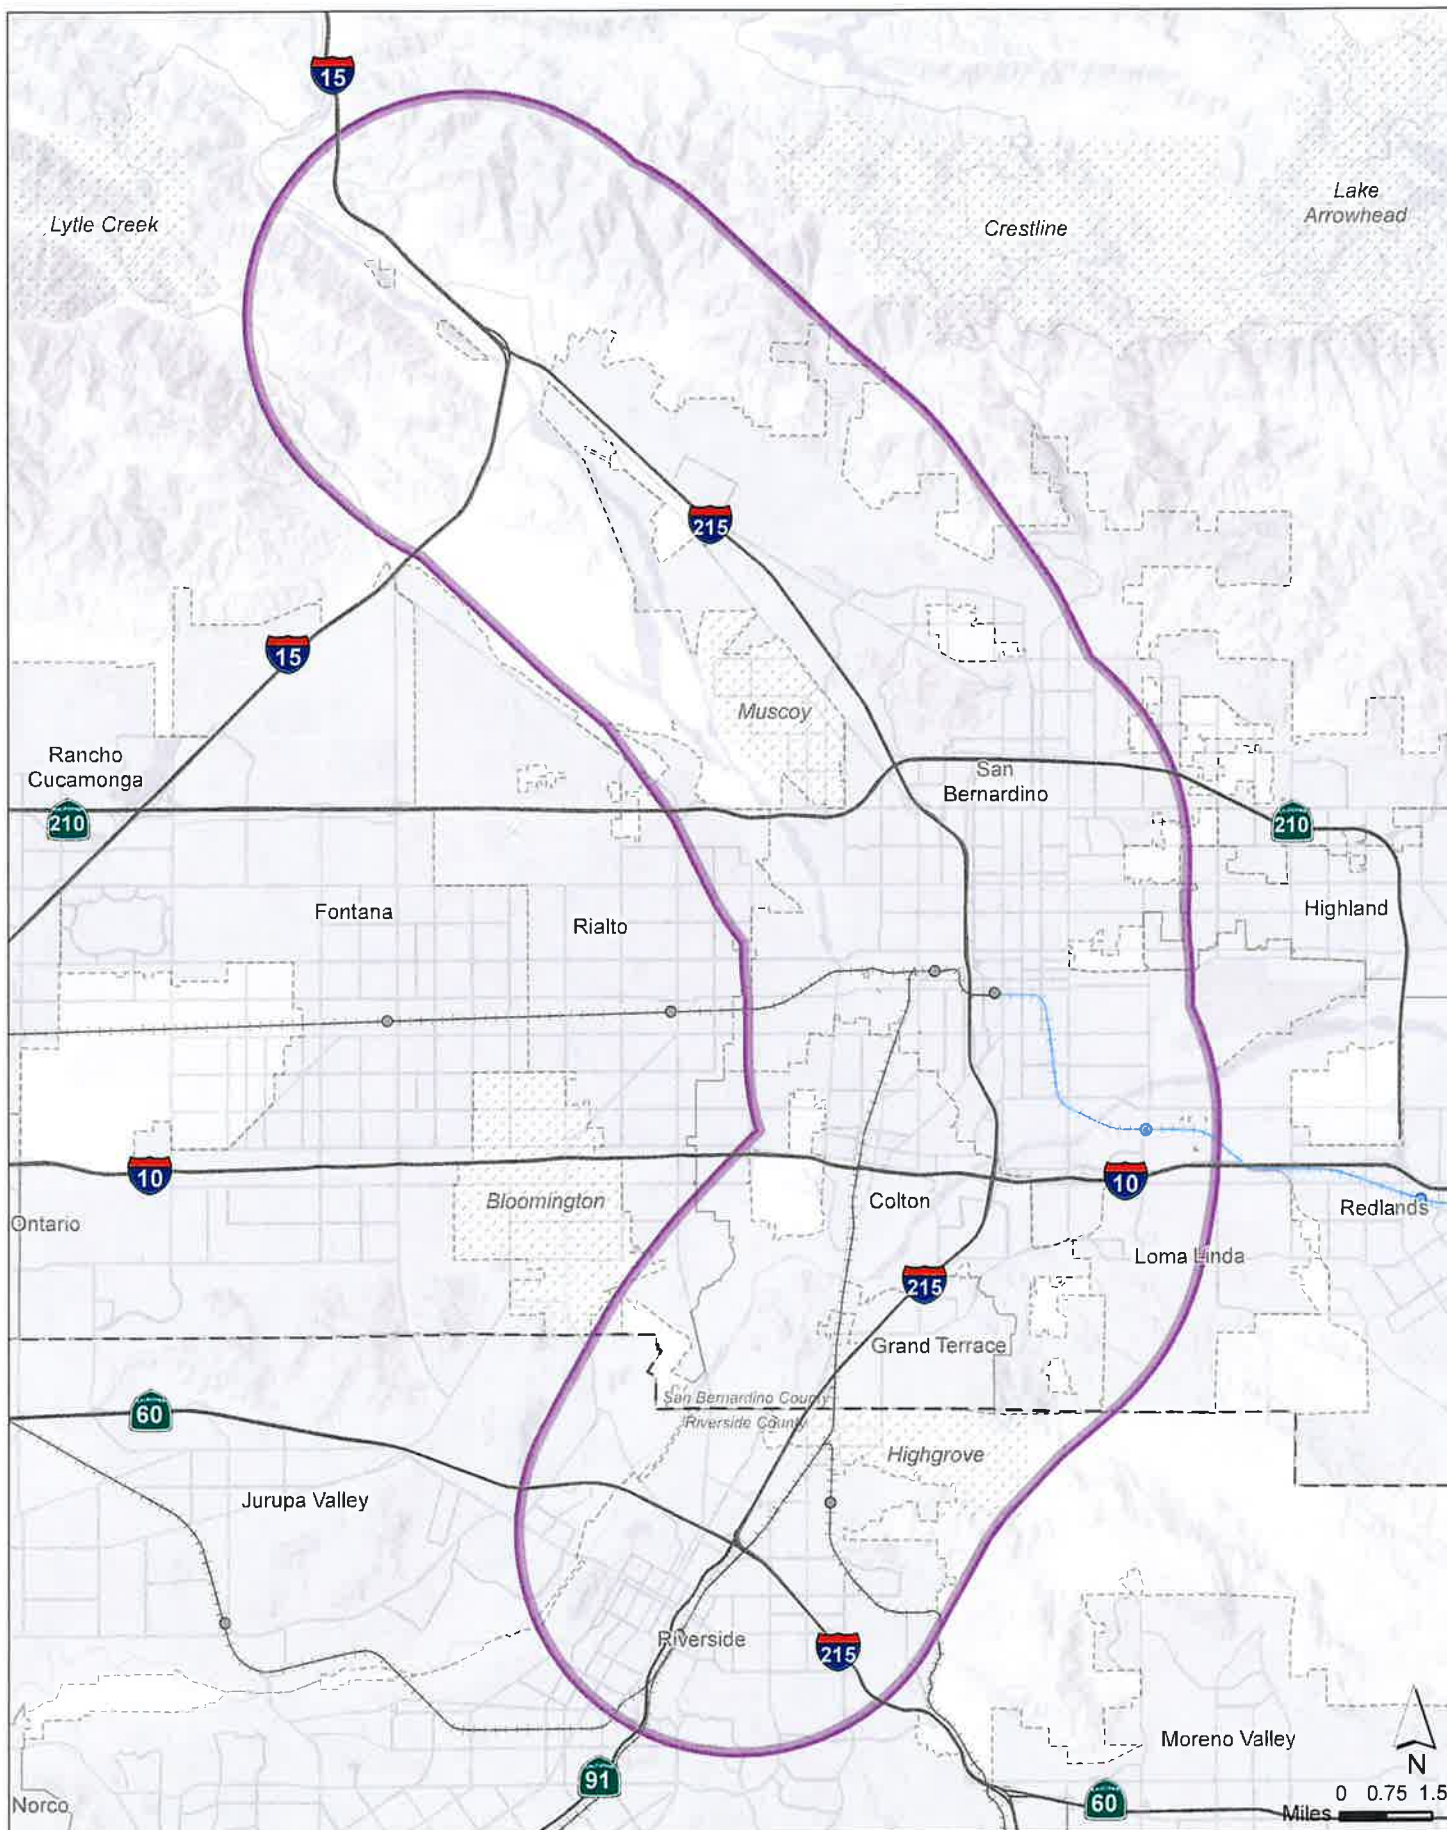 15
Lytle Creek
Crestline
Lake
Arrowhead
215
15
Muscoy
Rancho
Cucamonga
San
Bernardino
210
210
Fontana
Rialto
Highland
10
10
Bloomington
Colton
Redlands
Ontario
Loma Linda
215
Grand Terrace
San Bernardino County
Riverside County
60
Highgrove
Jurupa Valley
Riverside
215
Moreno Valley
N
91
60
0 0.75 1.5
Miles
Norco